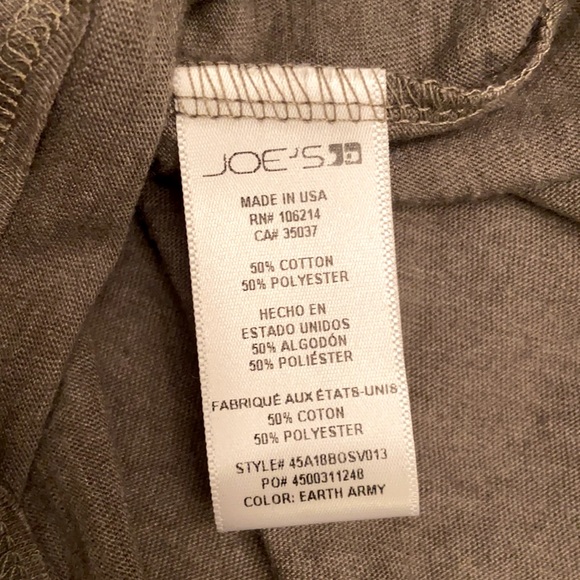 JOE'S
MADE IN USA
RN# 106214
CA# 35037
50% COTTON
50% POLYESTER
HECHO EN
ESTADO UNIDOS
50% ALGODÓN
50% POLIÉSTER
FABRIQUÉ AUX ÉTATS-UNIS
50% COTON
50% POLYESTER
STYLE# 45A18BOSV013
PO# 4500311248
COLOR: EARTH ARMY